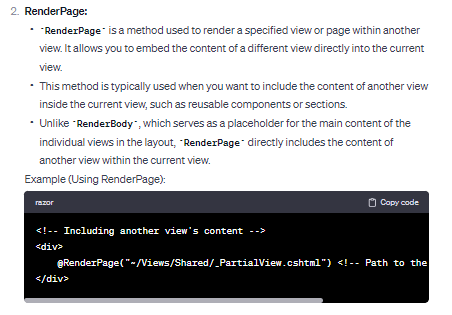 2. RenderPage:
• `RenderPage` is a method used to render a specified view or page within another
view. It allows you to embed the content of a different view directly into the current
view.
• This method is typically used when you want to include the content of another view
inside the current view, such as reusable components or sections.
• Unlike `RenderBody`, which serves as a placeholder for the main content of the
individual views in the layout, `RenderPage` directly includes the content of
another view within the current view.
Example (Using RenderPage):
razor Copy code
<!-- Including another view's content -->
<div>
@RenderPage("~/Views/Shared/_PartialView.cshtml") <!-- Path to the
</div>